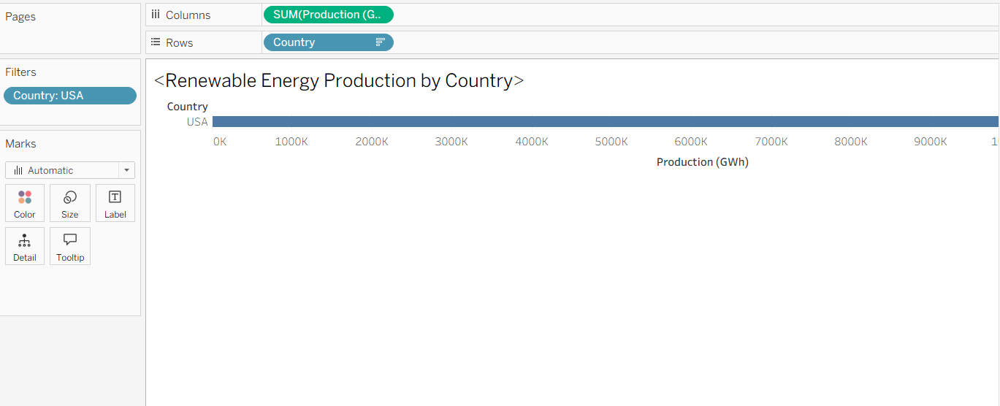 Pages
Columns
SUM(Production (G..
Rows
Country
Filters
Country: USA
<Renewable Energy Production by Country>
Country
USA
0K 1000K 2000K 3000K 4000K 5000K 6000K 7000K 8000K 9000K 1
Production (GWh)
Marks
Automatic
Color Size Label
Detail Tooltip